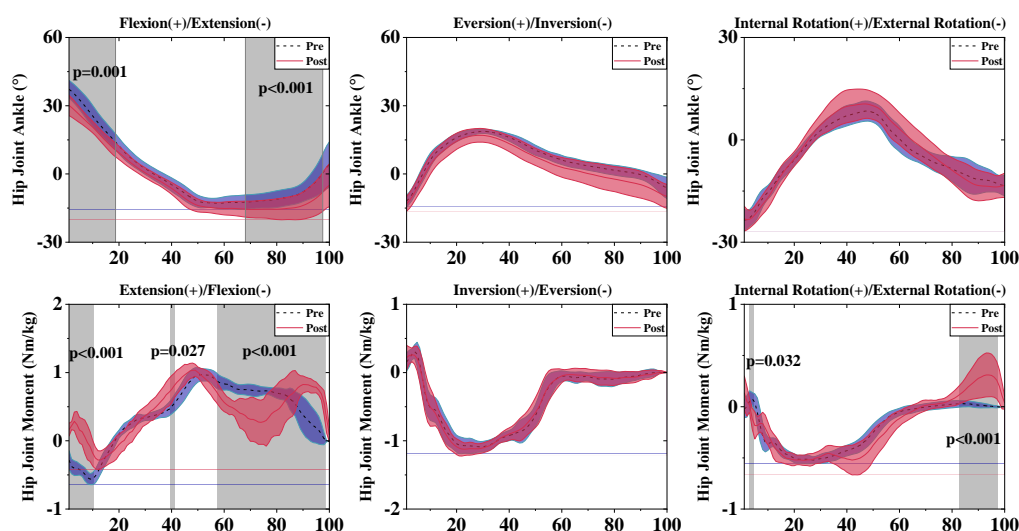 Flexion(+)/Extension(-)
Eversion(+)/Inversion(-)
Internal Rotation(+)/External Rotation(-)
Hip Joint Ankle (°)
60
30
0
-30
20
40
60
80
100
p=0.001
p<0.001
Pre
Post
Hip Joint Ankle (°)
60
30
0
-30
20
40
60
80
100
Pre
Post
Hip Joint Ankle (°)
30
0
-30
20
40
60
80
100
Pre
Post
Extension(+)/Flexion(-)
Inversion(+)/Eversion(-)
Internal Rotation(+)/External Rotation(-)
Hip Joint Moment (Nm/kg)
2
1
0
-1
20
40
60
80
100
p<0.001
p=0.027
p<0.001
Pre
Post
Hip Joint Moment (Nm/kg)
1
0
-1
-2
20
40
60
80
100
Pre
Post
Hip Joint Moment (Nm/kg)
1
0
-1
20
40
60
80
100
p=0.032
p<0.001
Pre
Post